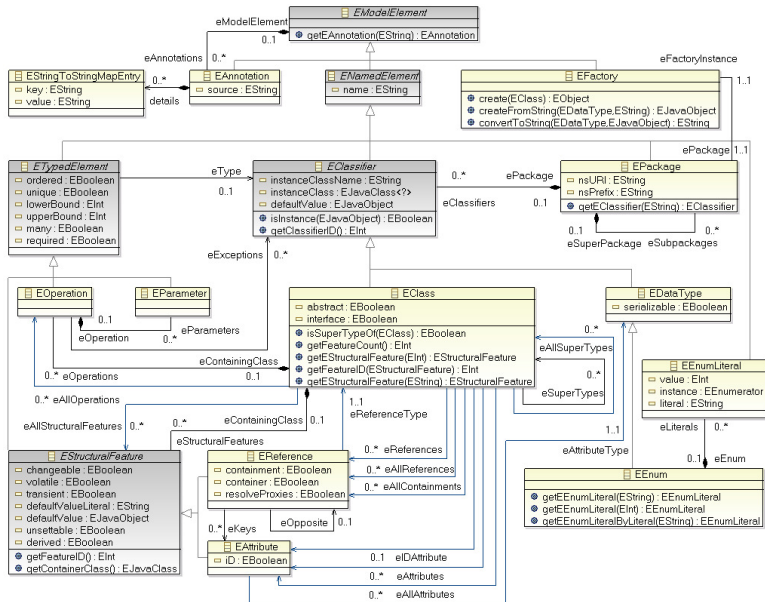 EModelElement
getEAnnotation(EString) : EAnnotation
eModelElement
0..1
eAnnotations
0..*
eFactoryInstance
1..1
EStringToStringMapEntry
key : EString
value : EString
0..*
details
EAnnotation
source : EString
ENamedElement
name : EString
EFactory
create(EClass) : EObject
createFromString(EDataType,EString) : EJavaObject
convertToString(EDataType,EJavaObject) : EString
ePackage
1..1
ETypedElement
ordered : EBoolean
unique : EBoolean
lowerBound : EInt
upperBound : EInt
many : EBoolean
required : EBoolean
eType
0..1
EClassifier
instanceClassName : EString
instanceClass : EJavaClass<?>
defaultValue : EJavaObject
isInstance(EJavaObject) : EBoolean
getClassifierID() : EInt
0..*
ePackage
eClassifiers
0..1
EPackage
nsURI : EString
nsPrefix : EString
getEClassifier(EString) : EClassifier
0..1
0..*
eSuperPackage
eSubpackages
eExceptions
0..*
EOperation
EParameter
0..1
eOperation
0..*
eParameters
EClass
abstract : EBoolean
interface : EBoolean
isSuperTypeOf(EClass) : EBoolean
getFeatureCount() : EInt
getEStructuralFeature(EInt) : EStructuralFeature
getFeatureID(EStructuralFeature) : EInt
getEStructuralFeature(EString) : EStructuralFeature
EDataType
serializable : EBoolean
0..*
eAllSuperTypes
0..*
eSuperTypes
eContainingClass
0..1
0..*
eOperations
0..*
eAllOperations
EEnumLiteral
value : EInt
instance : EEnumerator
literal : EString
eLiterals
0..*
0..1
eEnum
1..1
eAttributeType
eAllStructuralFeatures
0..*
eContainingClass
0..1
0..*
eStructuralFeatures
1..1
eReferenceType
EStructuralFeature
changeable : EBoolean
volatile : EBoolean
transient : EBoolean
defaultValueLiteral : EString
defaultValue : EJavaObject
unsettable : EBoolean
derived : EBoolean
getFeatureID() : EInt
getContainerClass() : EJavaClass
EReference
containment : EBoolean
container : EBoolean
resolveProxies : EBoolean
0..*
eReferences
0..*
eAllReferences
0..*
eAllContainments
EEnum
getEEnumLiteral(EString) : EEnumLiteral
getEEnumLiteral(EInt) : EEnumLiteral
getEEnumLiteralByLiteral(EString) : EEnumLiteral
0..*
eKeys
eOpposite
0..1
EAttribute
iD : EBoolean
0..1
eIDAttribute
0..*
eAttributes
0..*
eAllAttributes